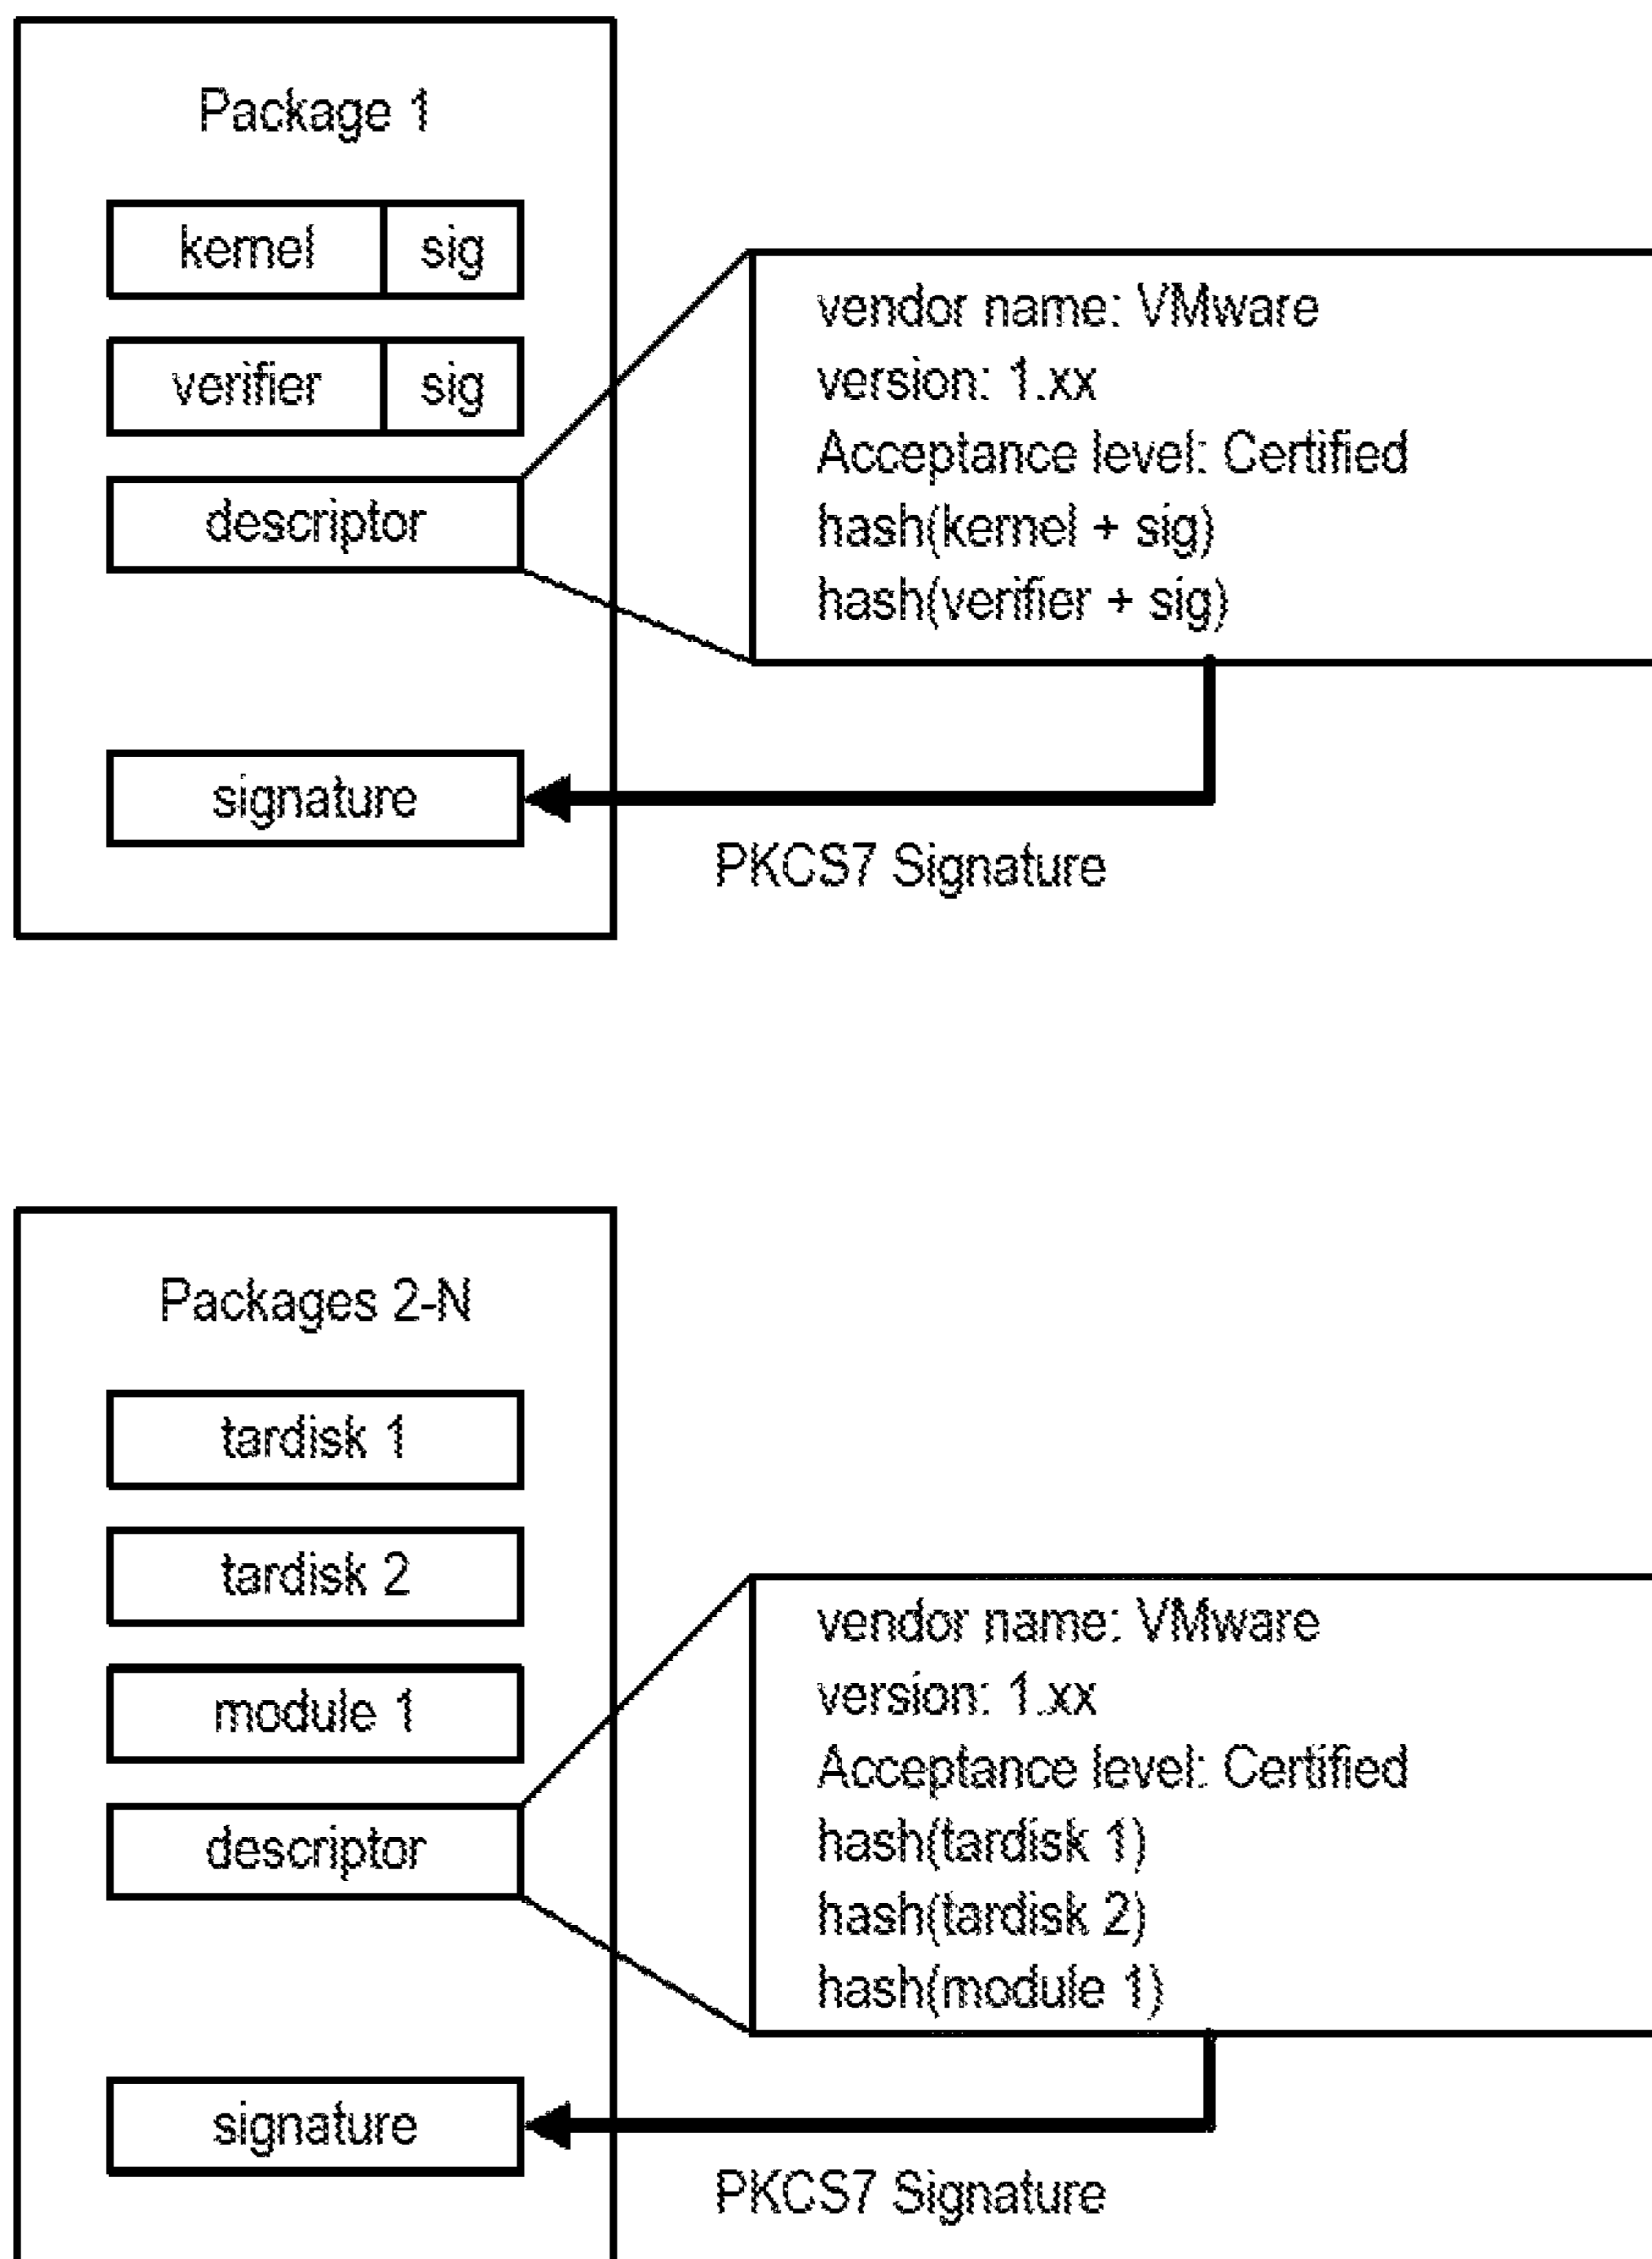 Package 1
kernel sig
verifier sig
descriptor
signature
vendor name: VMware
version: 1.xx
Acceptance level: Certified
hash(kernel + sig)
hash(verifier + sig)
PKCS7 Signature
Packages 2-N
tardisk 1
tardisk 2
module 1
descriptor
signature
vendor name: VMware
version: 1.xx
Acceptance level: Certified
hash(tardisk 1)
hash(tardisk 2)
hash(module 1)
PKCS7 Signature